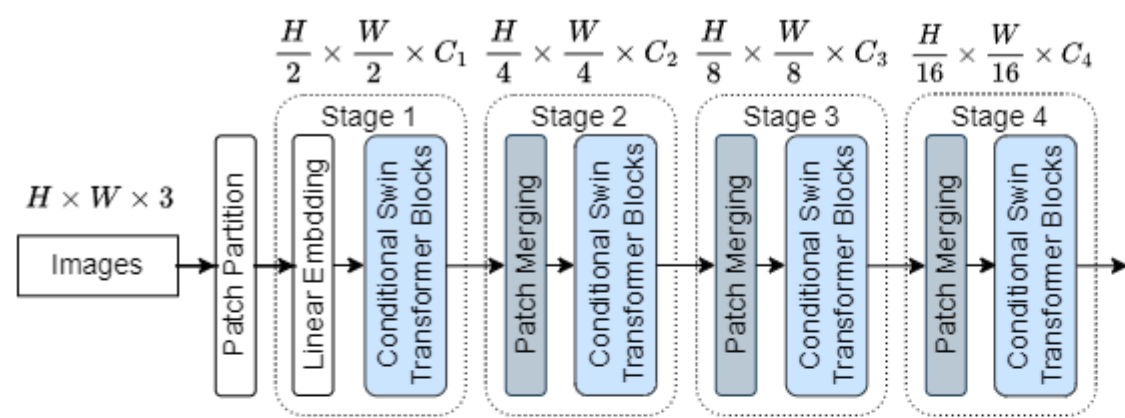 H/2 × W/2 × C₁
H/4 × W/4 × C₂
H/8 × W/8 × C₃
H/16 × W/16 × C₄
Stage 1
Stage 2
Stage 3
Stage 4
H × W × 3
Images
Patch Partition
Linear Embdding
Conditional Swin
Transformer Blocks
Patch Merging
Conditional Swin
Transformer Blocks
Patch Merging
Conditional Swin
Transformer Blocks
Patch Merging
Conditional Swin
Transformer Blocks